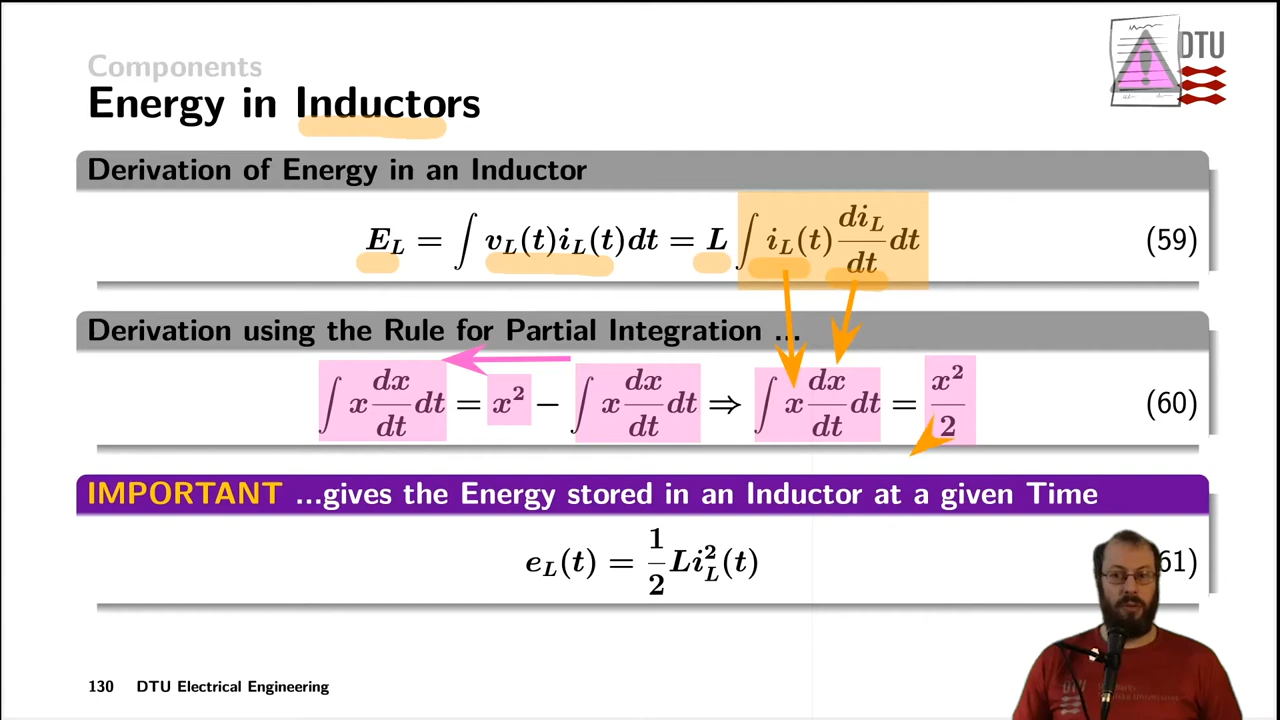 Components
DTU
Energy in Inductors
Derivation of Energy in an Inductor
E_L = ∫ v_L(t)i_L(t)dt = L ∫ i_L(t) di_L/dt dt (59)
Derivation using the Rule for Partial Integration ...
∫ x dx/dt dt = x² − ∫ x dx/dt dt ⇒ ∫ x dx/dt dt = x²/2 (60)
IMPORTANT ...gives the Energy stored in an Inductor at a given Time
e_L(t) = 1/2 Li_L²(t) 61)
DTU
130 DTU Electrical Engineering